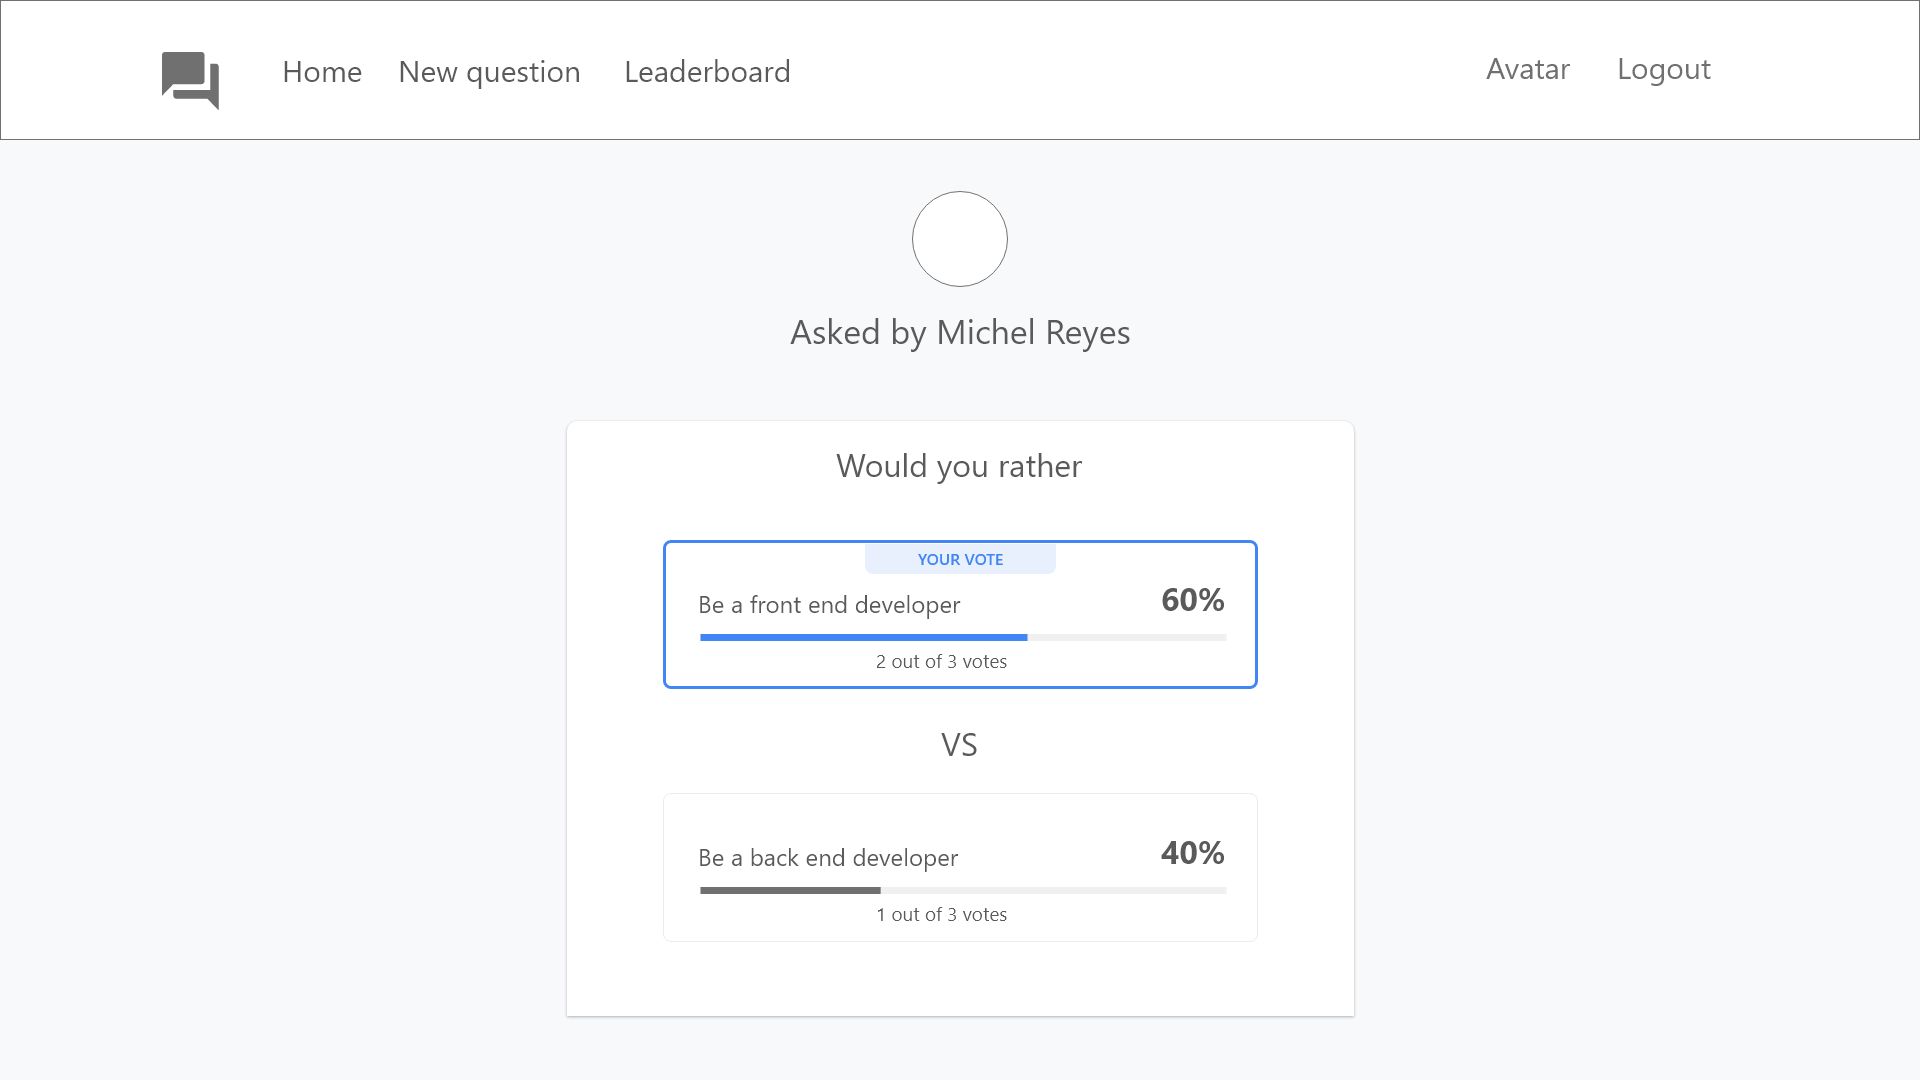 Home New question Leaderboard Avatar Logout
Asked by Michel Reyes
Would you rather
YOUR VOTE
Be a front end developer 60%
2 out of 3 votes
VS
Be a back end developer 40%
1 out of 3 votes